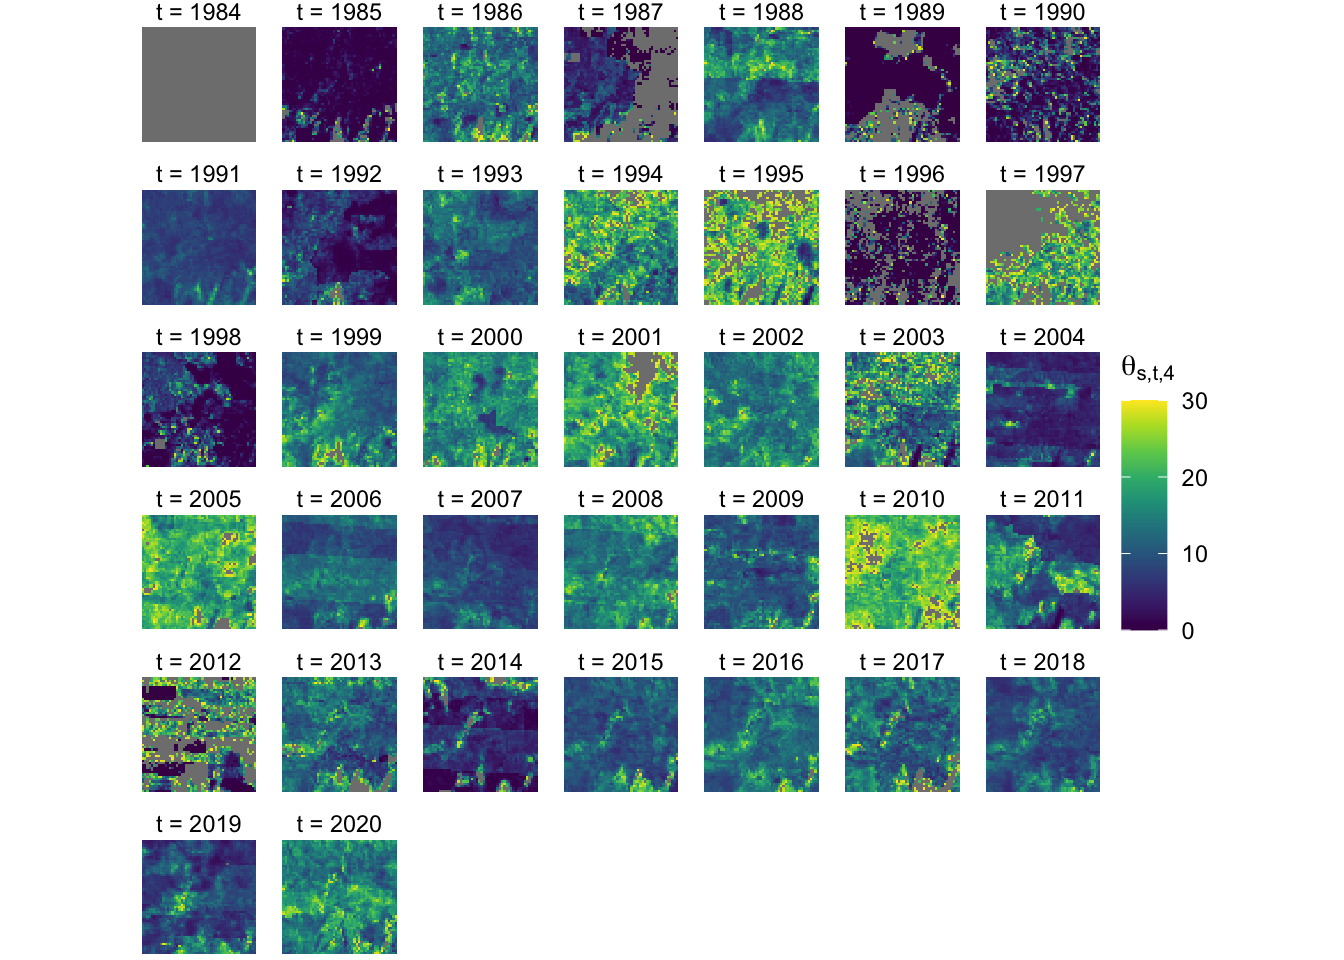 t = 1984 t = 1985 t = 1986 t = 1987 t = 1988 t = 1989 t = 1990
t = 1991 t = 1992 t = 1993 t = 1994 t = 1995 t = 1996 t = 1997
t = 1998 t = 1999 t = 2000 t = 2001 t = 2002 t = 2003 t = 2004
θs,t,4
30
20
10
0
t = 2005 t = 2006 t = 2007 t = 2008 t = 2009 t = 2010 t = 2011
t = 2012 t = 2013 t = 2014 t = 2015 t = 2016 t = 2017 t = 2018
t = 2019 t = 2020